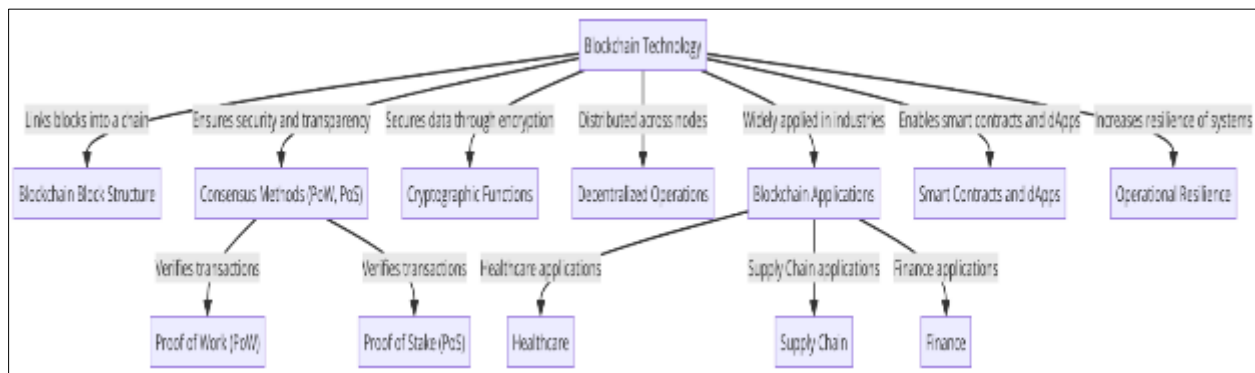 Blockchain Technology
Links blocks into a chain
Ensures security and transparency
Secures data through encryption
Distributed across nodes
Widely applied in industries
Enables smart contracts and dApps
Increases resilience of systems
Blockchain Block Structure
Consensus Methods (PoW, PoS)
Cryptographic Functions
Decentralized Operations
Blockchain Applications
Smart Contracts and dApps
Operational Resilience
Verifies transactions
Verifies transactions
Healthcare applications
Supply Chain applications
Finance applications
Proof of Work (PoW)
Proof of Stake (PoS)
Healthcare
Supply Chain
Finance